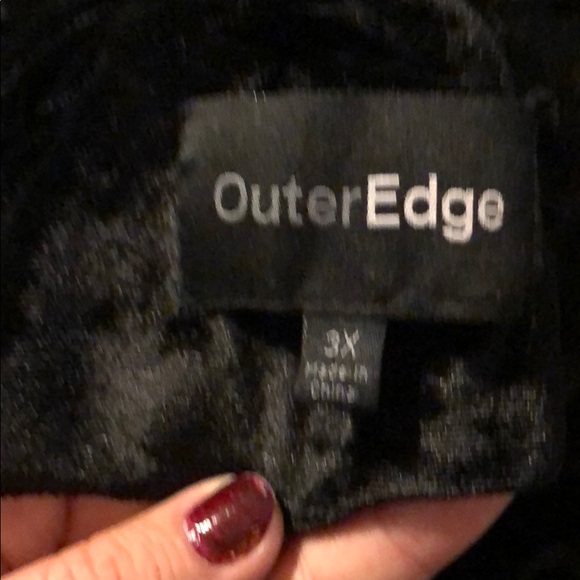 OuterEdge
3X
Made in
China